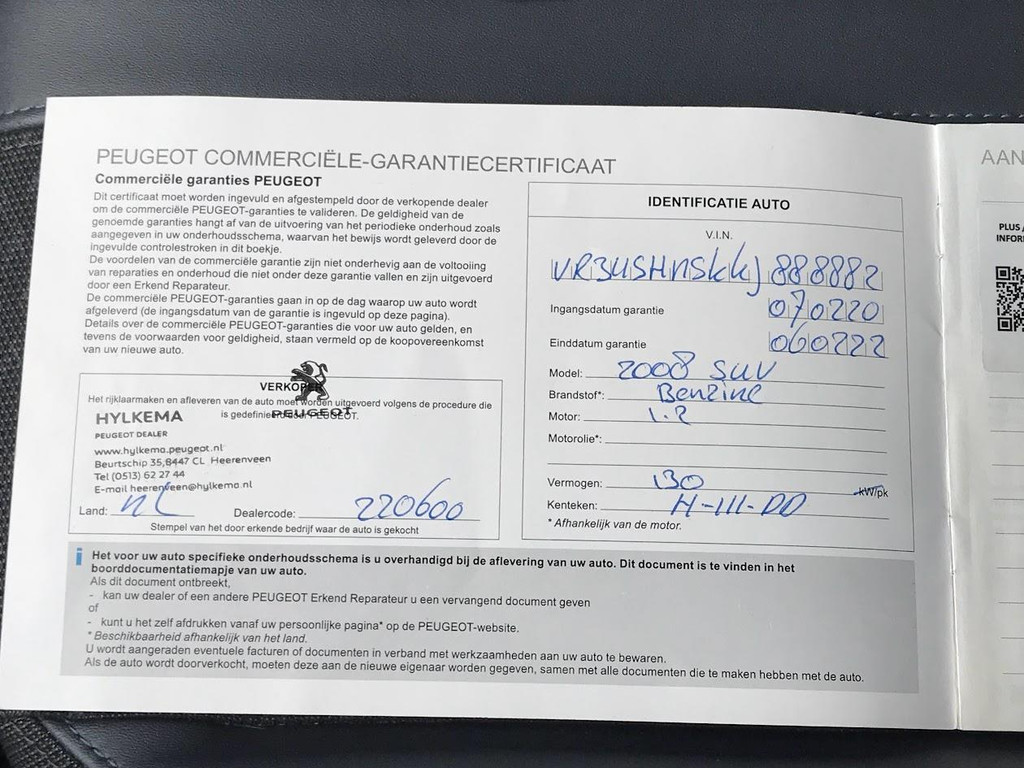 PEUGEOT COMMERCIËLE-GARANTIECERTIFICAAT
Commerciële garanties PEUGEOT
Dit certificaat moet worden ingevuld en afgestempeld door de verkopende dealer
om de commerciële PEUGEOT-garanties te valideren. De geldigheid van de
genoemde garanties hangt af van de uitvoering van het periodieke onderhoud zoals
aangegeven in uw onderhoudsschema, waarvan het bewijs wordt geleverd door de
ingevulde controlestroken in dit boekje.
De voordelen van de commerciële garantie zijn niet onderhevig aan de voltooiing
van reparaties en onderhoud die niet onder deze garantie vallen en zijn uitgevoerd
door een Erkend Reparateur.
De commerciële PEUGEOT-garanties gaan in op de dag waarop uw auto wordt
afgeleverd (de ingangsdatum van de garantie is ingevuld op deze pagina).
Details over de commerciële PEUGEOT-garanties die voor uw auto gelden, en
tevens de voorwaarden voor geldigheid, staan vermeld op de koopovereenkomst
van uw nieuwe auto.
VERKOPER
Het rijklaarmaken en afleveren van de auto moet worden uitgevoerd volgens de procedure die
is gedefinieerd door PEUGEOT.
PEUGEOT
HYLKEMA
PEUGEOT DEALER
www.hylkema.peugeot.nl
Beurtschip 35,8447 CL Heerenveen
Tel (0513) 62 27 44
E-mail heerenveen@hylkema.nl
Land: NL Dealercode: 220600
Stempel van het door erkende bedrijf waar de auto is gekocht
IDENTIFICATIE AUTO
V.I.N.
VR3USHNSKKJ888882
Ingangsdatum garantie 070220
Einddatum garantie 060222
Model: 2008 SUV
Brandstof*: Benzine
Motor: 1.2
Motorolie*:
Vermogen: 130 kW/pk
Kenteken: H-111-DD
* Afhankelijk van de motor.
i Het voor uw auto specifieke onderhoudsschema is u overhandigd bij de aflevering van uw auto. Dit document is te vinden in het
boorddocumentatiemapje van uw auto.
Als dit document ontbreekt,
- kan uw dealer of een andere PEUGEOT Erkend Reparateur u een vervangend document geven
of
- kunt u het zelf afdrukken vanaf uw persoonlijke pagina* op de PEUGEOT-website.
* Beschikbaarheid afhankelijk van het land.
U wordt aangeraden eventuele facturen of documenten in verband met werkzaamheden aan uw auto te bewaren.
Als de auto wordt doorverkocht, moeten deze aan de nieuwe eigenaar worden gegeven, samen met alle documenten die te maken hebben met de auto.
AAN
PLUS
INFOR